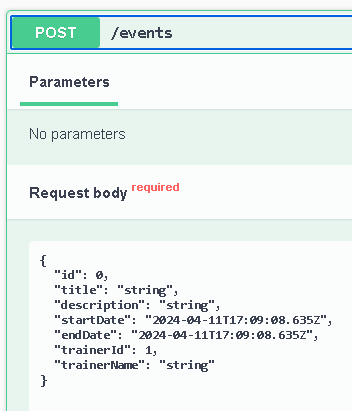 POST /events
Parameters
No parameters
Request body required
{
"id": 0,
"title": "string",
"description": "string",
"startDate": "2024-04-11T17:09:08.635Z",
"endDate": "2024-04-11T17:09:08.635Z",
"trainerId": 1,
"trainerName": "string"
}